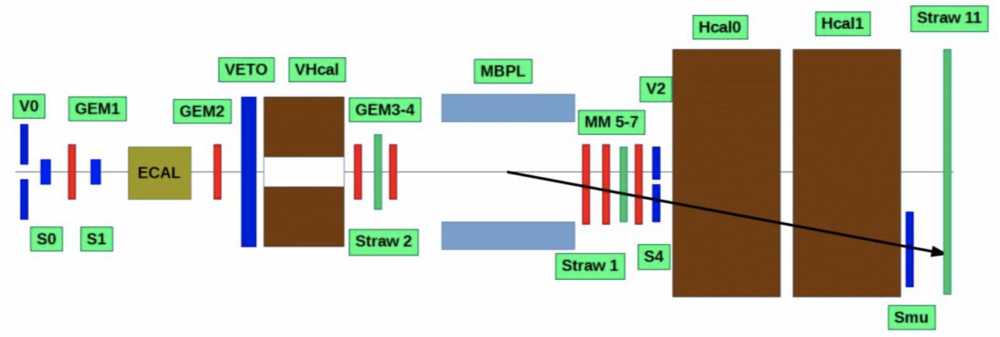 Straw 11
Hcal1
Hcal0
VETO
VHcal
MBPL
V2
V0
GEM1
GEM2
GEM3-4
MM 5-7
ECAL
S0
S1
Straw 2
Straw 1
S4
Smu